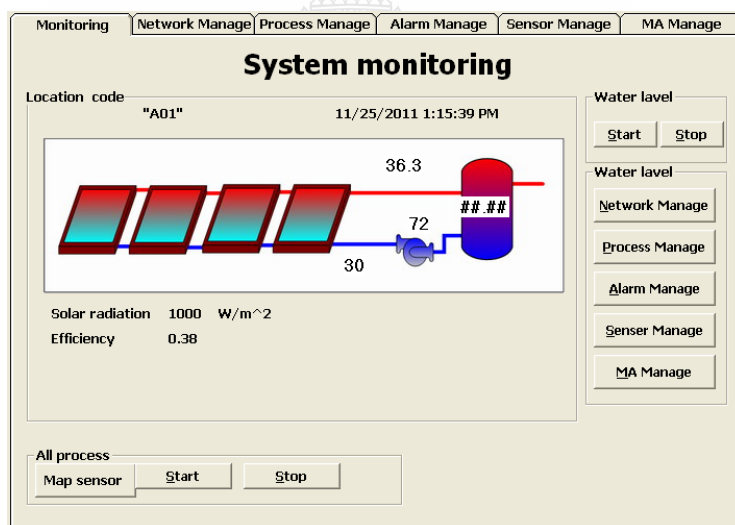 Monitoring Network Manage Process Manage Alarm Manage Sensor Manage MA Manage
System monitoring
Location code
"A01" 11/25/2011 1:15:39 PM
36.3
##.##
72
30
Solar radiation 1000 W/m^2
Efficiency 0.38
Water lavel
Start Stop
Water lavel
Network Manage
Process Manage
Alarm Manage
Senser Manage
MA Manage
All process
Map sensor Start Stop